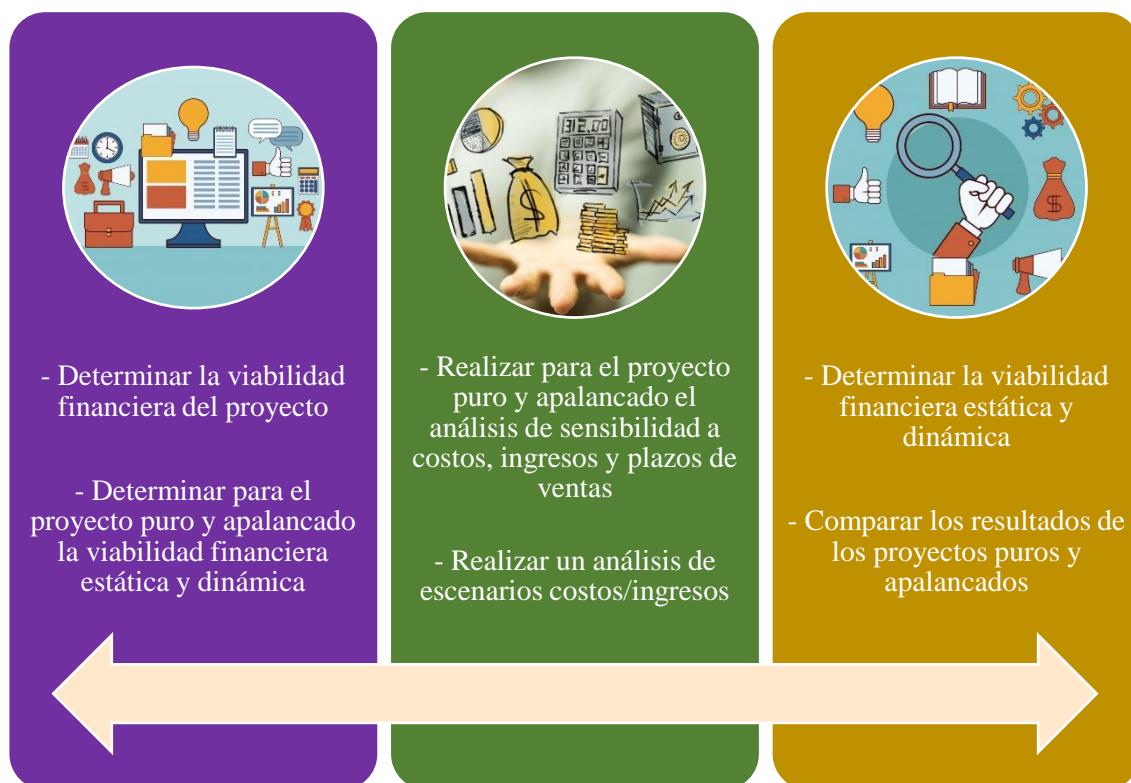 - Determinar la viabilidad
financiera del proyecto
- Determinar para el
proyecto puro y apalancado
la viabilidad financiera
estática y dinámica
312.00
- Realizar para el proyecto
puro y apalancado el
análisis de sensibilidad a
costos, ingresos y plazos de
ventas
- Realizar un análisis de
escenarios costos/ingresos
- Determinar la viabilidad
financiera estática y
dinámica
- Comparar los resultados de
los proyectos puros y
apalancados